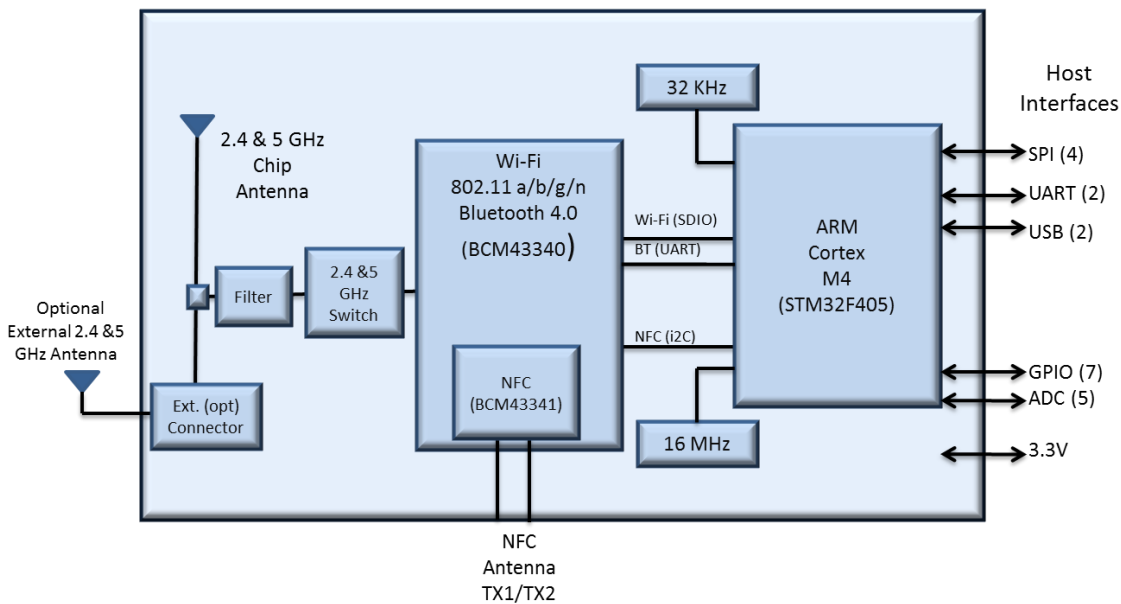 32 KHz
Host
Interfaces
2.4 & 5 GHz
Chip
Antenna
Wi-Fi
802.11 a/b/g/n
Bluetooth 4.0
(BCM43340)
SPI (4)
UART (2)
USB (2)
Wi-Fi (SDIO)
BT (UART)
ARM
Cortex
M4
(STM32F405)
Filter
2.4 &5
GHz
Switch
Optional
External 2.4 &5
GHz Antenna
NFC (i2C)
GPIO (7)
ADC (5)
NFC
(BCM43341)
Ext. (opt)
Connector
16 MHz
3.3V
NFC
Antenna
TX1/TX2